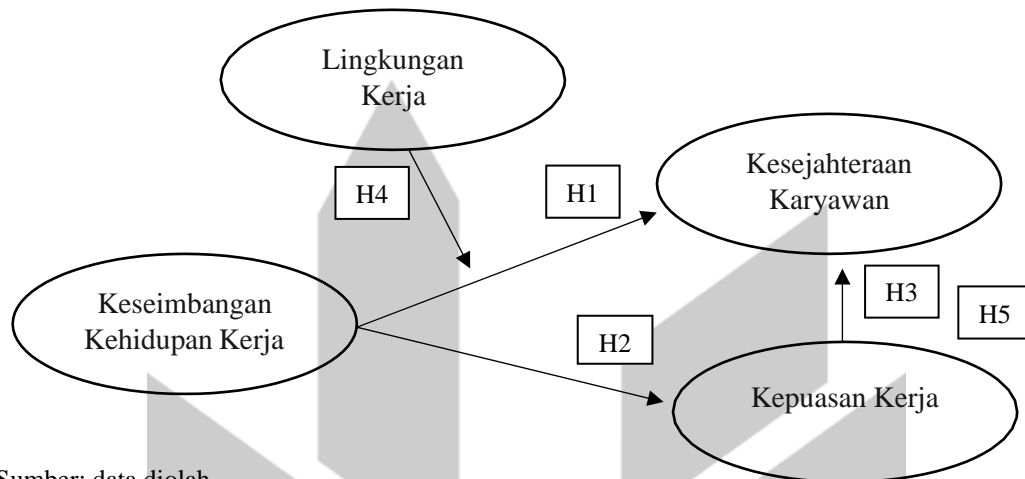 Lingkungan
Kerja
H4
H1
Kesejahteraan
Karyawan
Keseimbangan
Kehidupan Kerja
H3
H5
H2
Kepuasan Kerja
Sumber: data diolah